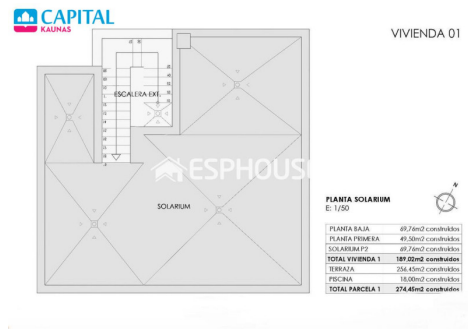 CAPITAL
KAUNAS
VIVIENDA 01
ESCALERA EXT.
ESPHOUSE
SOLARIUM
PLANTA SOLARIUM
E: 1/50
PLANTA BAJA 69,76m2 construidos
PLANTA PRIMERA 49,50m2 construidos
SOLARIUM P2 69,76m2 construidos
TOTAL VIVIENDA 1 189,02m2 construidos
TERRAZA 256,45m2 construidos
PISCINA 18,00m2 construidos
TOTAL PARCELA 1 274,45m2 construidos